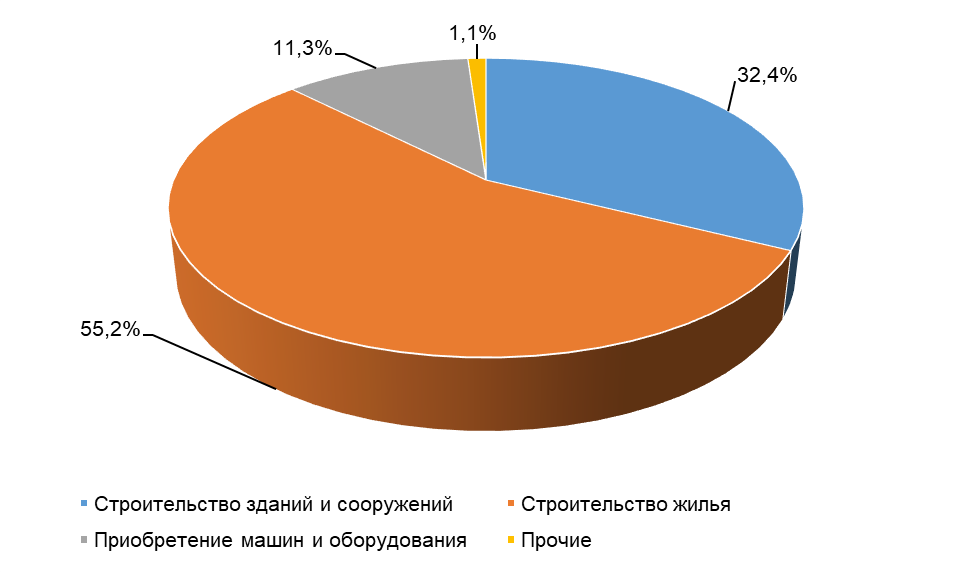 1,1%
11,3%
32,4%
55,2%
Строительство зданий и сооружений
Строительство жилья
Приобретение машин и оборудования
Прочие